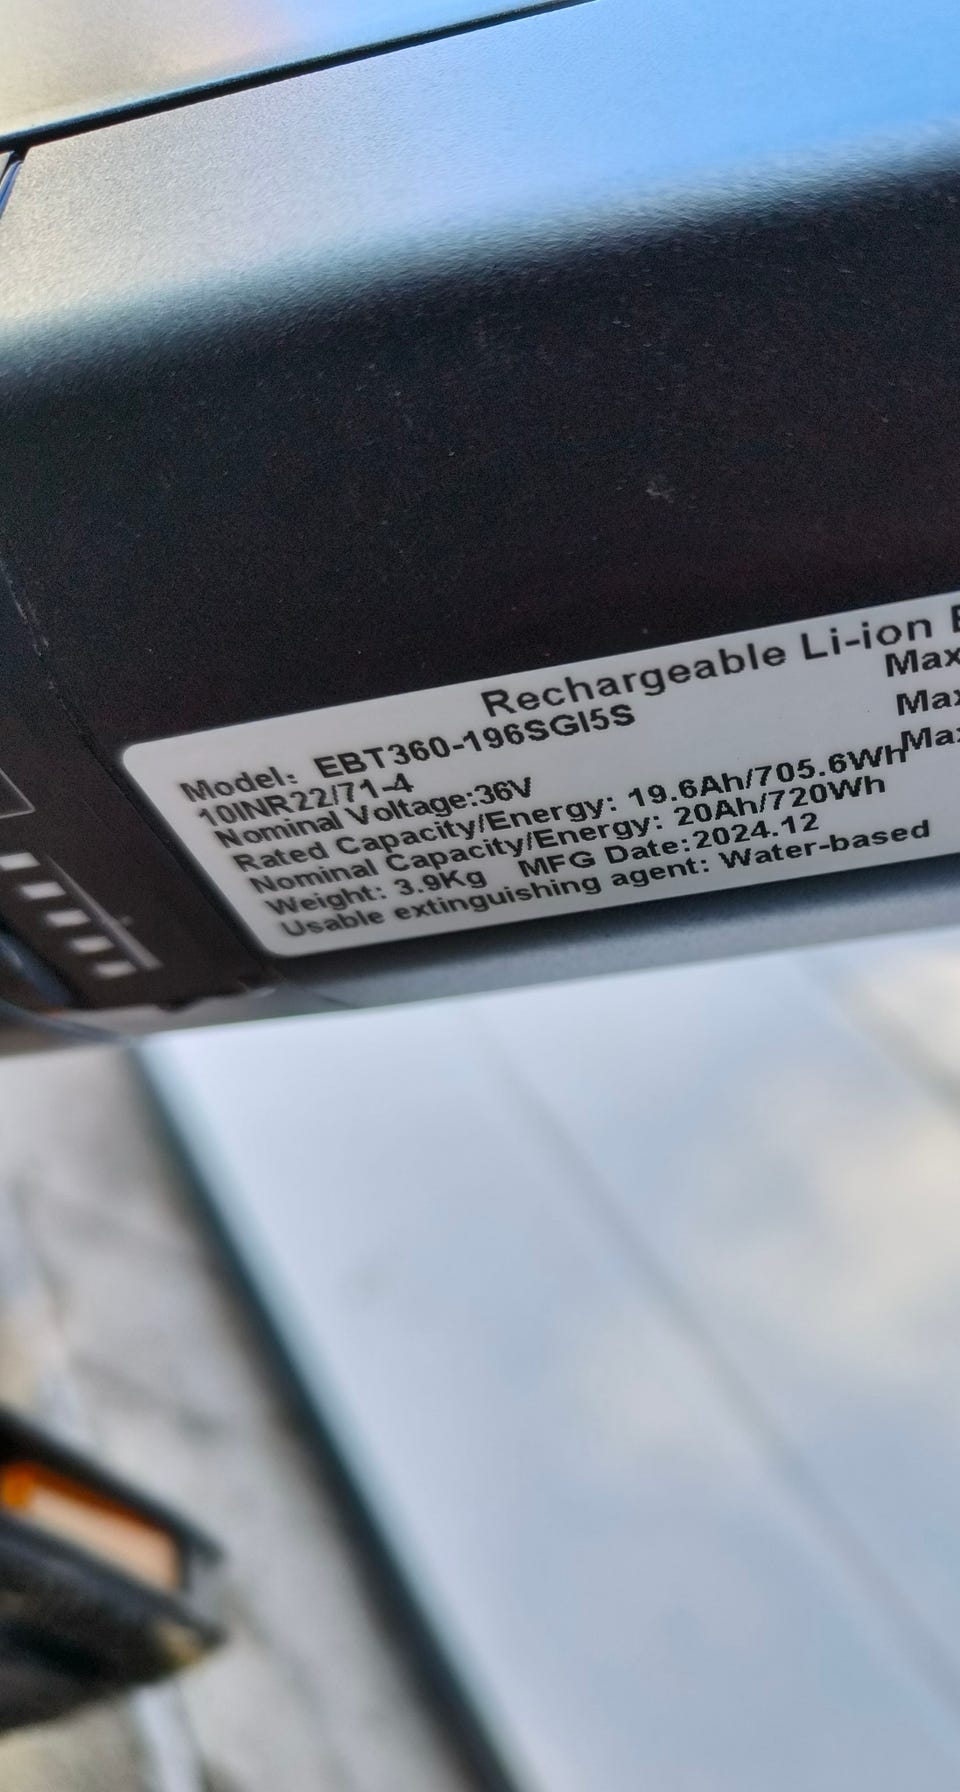 Rechargeable Li-ion
Model: EBT360-196SGI5S
Max
10INR22/71-4
Max
Nominal Voltage:36V
Max
Rated Capacity/Energy: 19.6Ah/705.6Wh
Nominal Capacity/Energy: 20Ah/720Wh
Weight: 3.9Kg MFG Date:2024.12
Usable extinguishing agent: Water-based